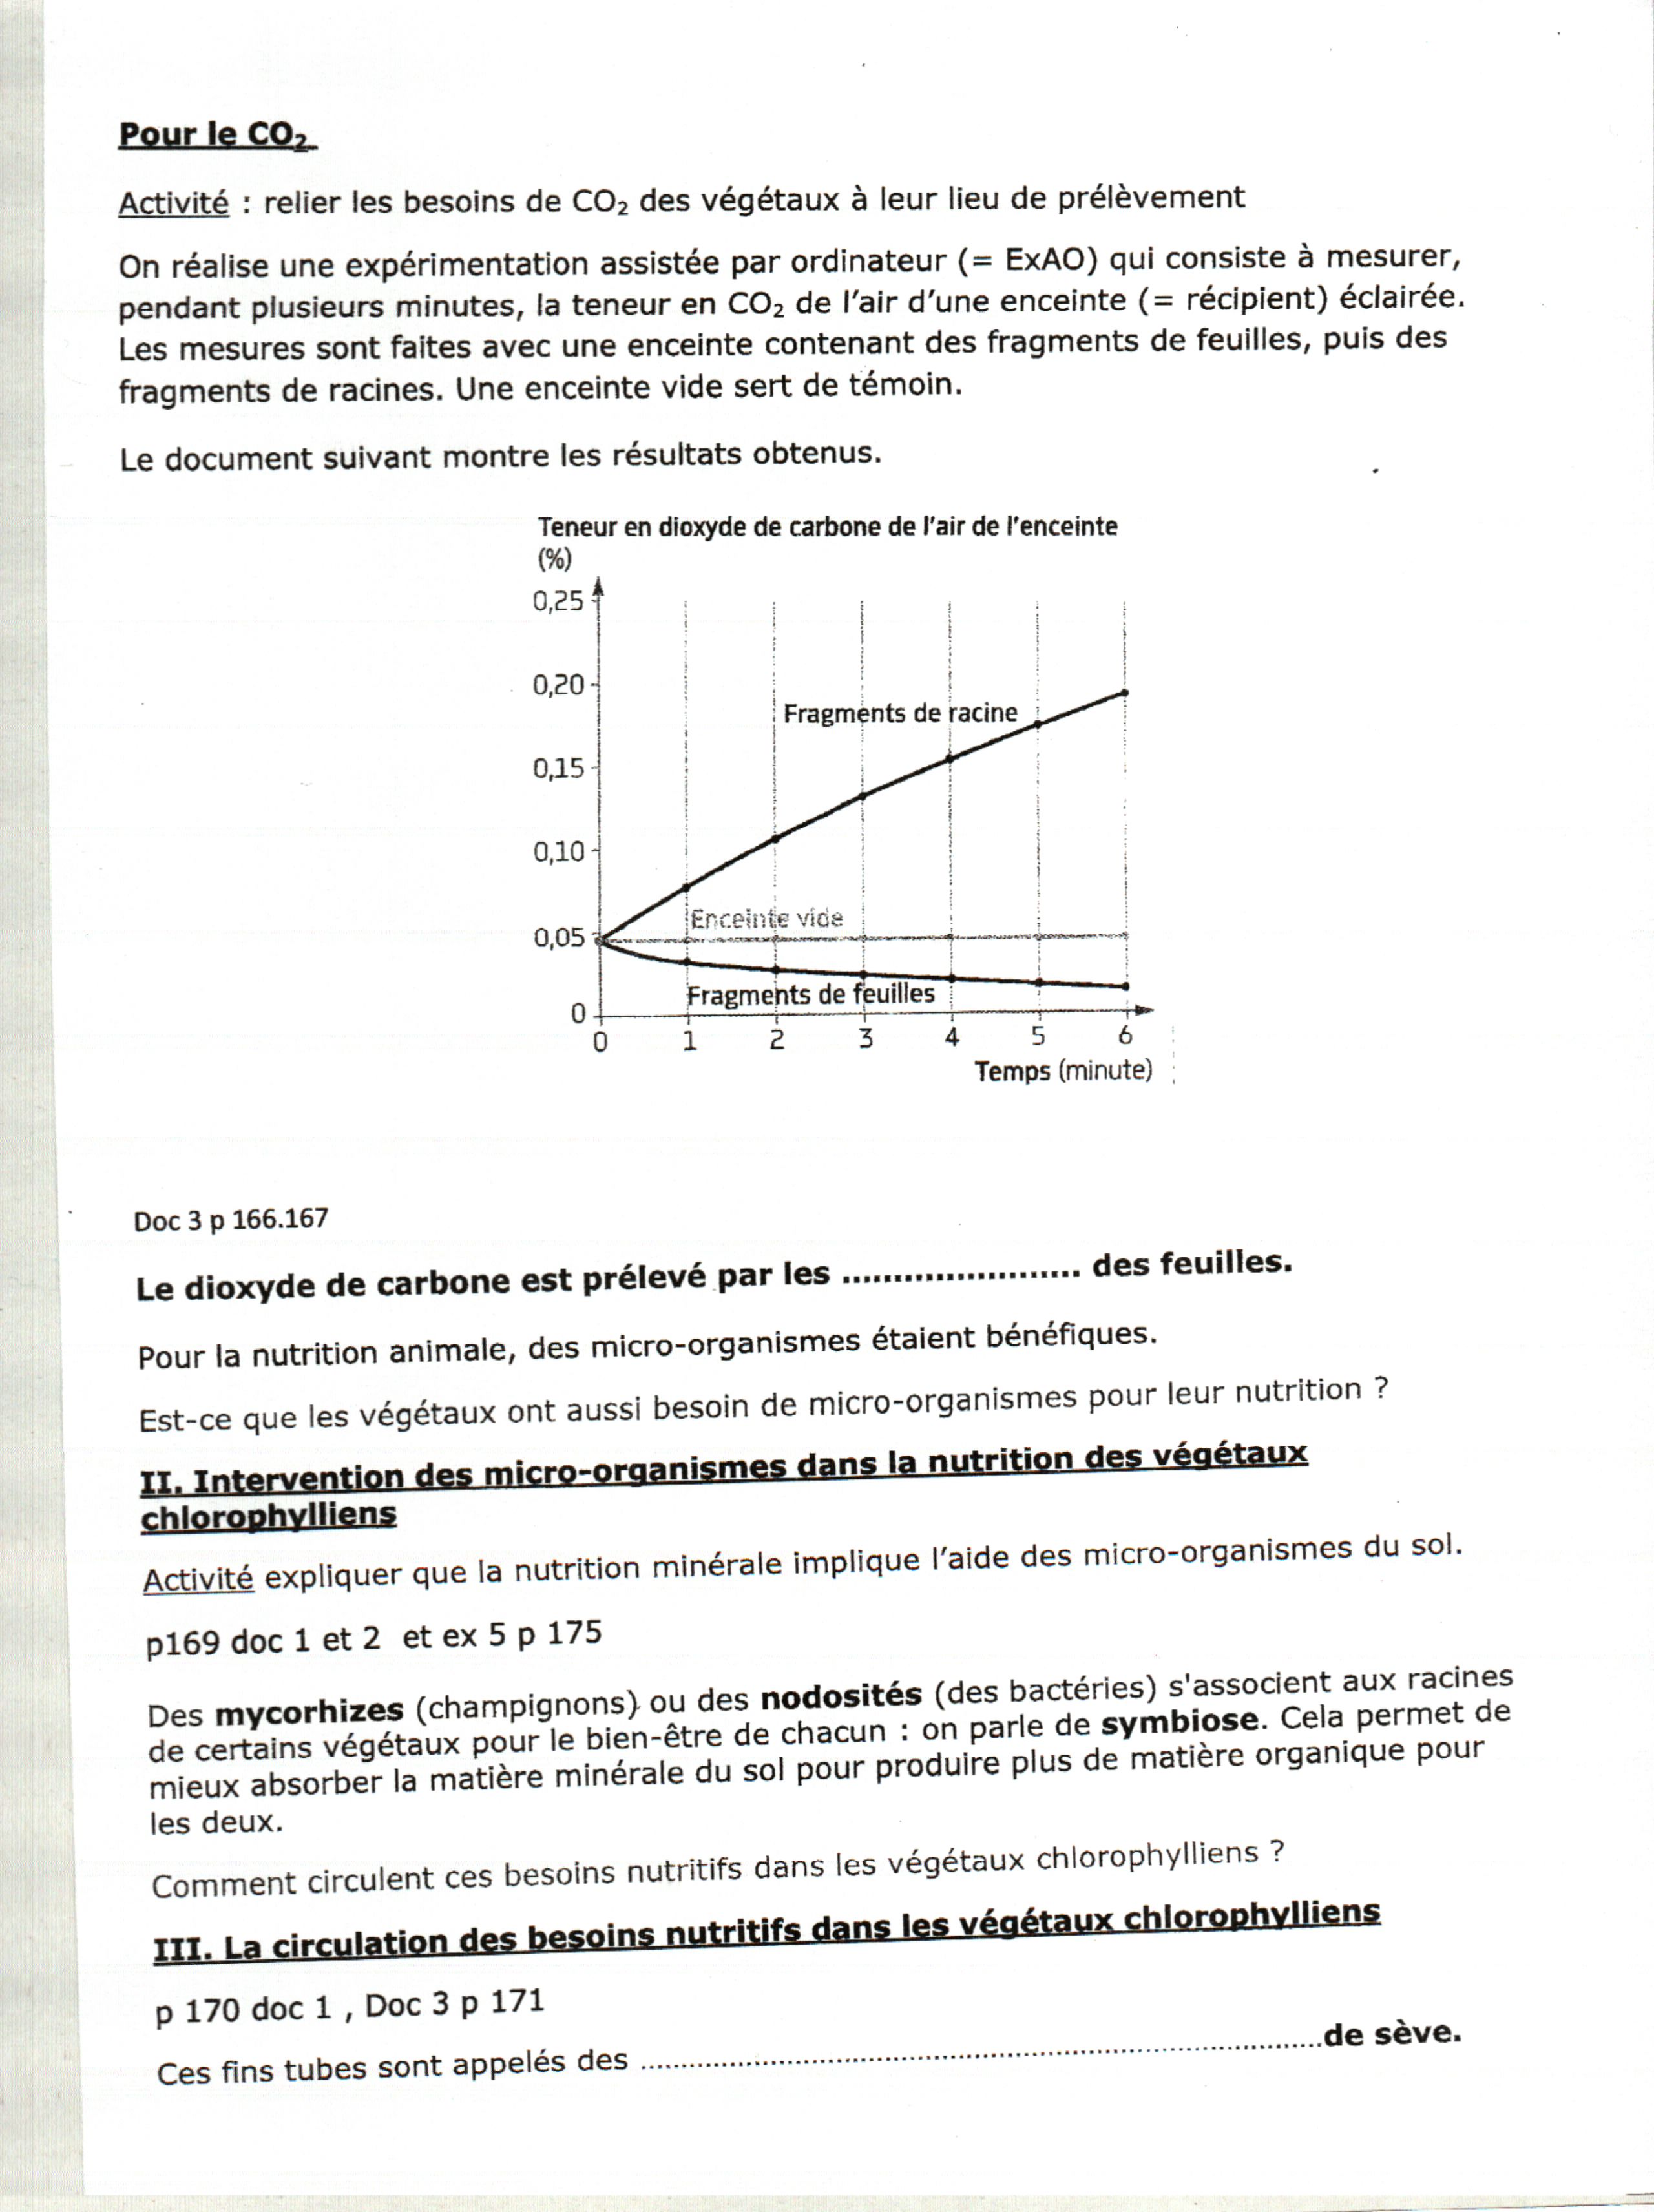 Pour le CO₂
Activité : relier les besoins de CO₂ des végétaux à leur lieu de prélèvement
On réalise une expérimentation assistée par ordinateur (= ExAO) qui consiste à mesurer,
pendant plusieurs minutes, la teneur en CO₂ de l'air d'une enceinte (= récipient) éclairée.
Les mesures sont faites avec une enceinte contenant des fragments de feuilles, puis des
fragments de racines. Une enceinte vide sert de témoin.
Le document suivant montre les résultats obtenus.
Teneur en dioxyde de carbone de l'air de l'enceinte
(%)
0,25
0,20
Fragments de racine
0,15
0,10
Enceinte vide
0,05
Fragments de feuilles
0
0 1 2 3 4 5 6
Temps (minute)
Doc 3 p 166.167
Le dioxyde de carbone est prélevé par les ....................... des feuilles.
Pour la nutrition animale, des micro-organismes étaient bénéfiques.
Est-ce que les végétaux ont aussi besoin de micro-organismes pour leur nutrition ?
II. Intervention des micro-organismes dans la nutrition des végétaux
chlorophylliens
Activité expliquer que la nutrition minérale implique l'aide des micro-organismes du sol.
p169 doc 1 et 2 et ex 5 p 175
Des mycorhizes (champignons) ou des nodosités (des bactéries) s'associent aux racines
de certains végétaux pour le bien-être de chacun : on parle de symbiose. Cela permet de
mieux absorber la matière minérale du sol pour produire plus de matière organique pour
les deux.
Comment circulent ces besoins nutritifs dans les végétaux chlorophylliens ?
III. La circulation des besoins nutritifs dans les végétaux chlorophylliens
p 170 doc 1 , Doc 3 p 171
Ces fins tubes sont appelés des ..............................................................de sève.